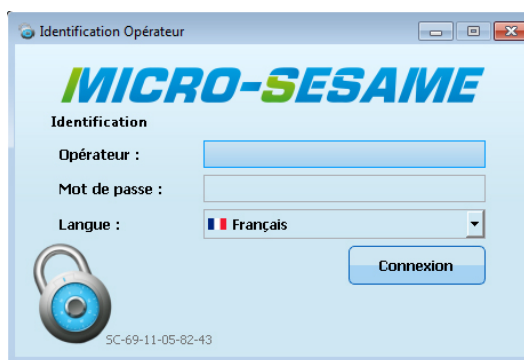 Identification Opérateur
MICRO-SESAME
Identification
Opérateur :
Mot de passe :
Langue : Français
Connexion
SC-69-11-05-82-43